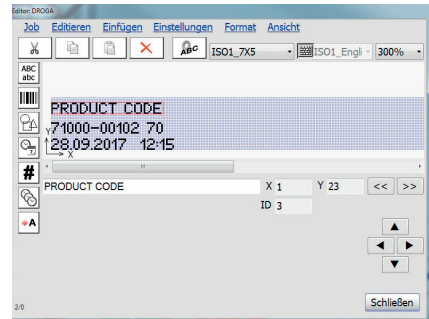 Editor: DROGA
Job Editieren Einfügen Einstellungen Format Ansicht
ABC ISO1_7X5 ISO1_Engli 300%
ABC
abc
PRODUCT CODE
71000-00102 70
Y
28.09.2017 12:15
X
#
PRODUCT CODE X 1 Y 23 << >>
ID 3
A
2/0 Schließen